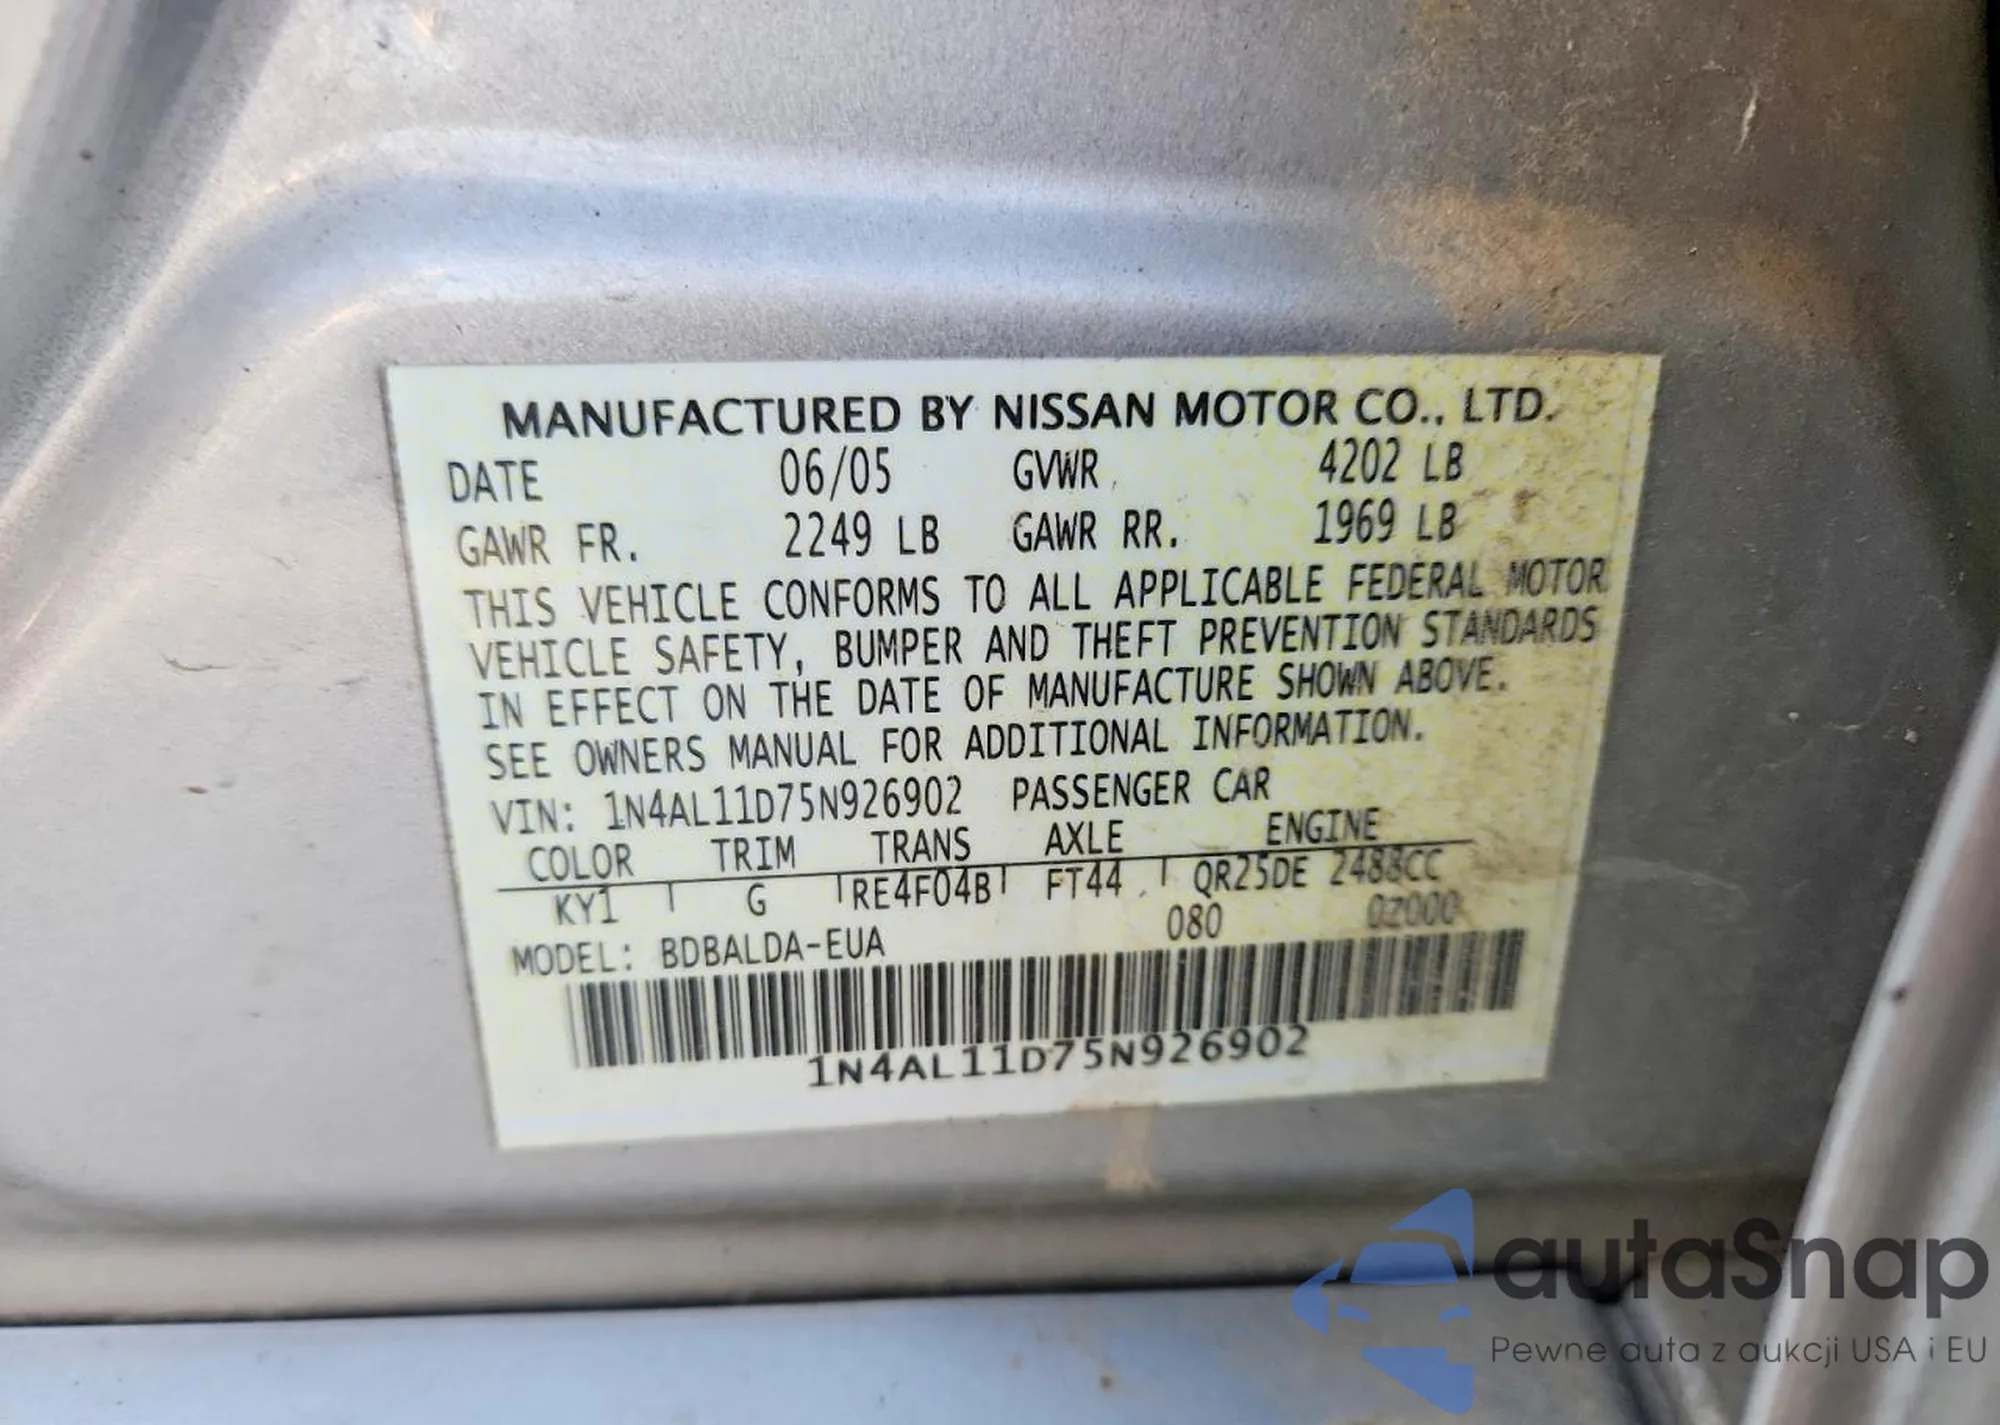 MANUFACTURED BY NISSAN MOTOR CO., LTD.
DATE 06/05 GVWR 4202 LB
GAWR FR. 2249 LB GAWR RR. 1969 LB
THIS VEHICLE CONFORMS TO ALL APPLICABLE FEDERAL MOTOR
VEHICLE SAFETY, BUMPER AND THEFT PREVENTION STANDARDS
IN EFFECT ON THE DATE OF MANUFACTURE SHOWN ABOVE.
SEE OWNERS MANUAL FOR ADDITIONAL INFORMATION.
VIN: 1N4AL11D75N926902 PASSENGER CAR
COLOR TRIM TRANS AXLE ENGINE
KY1 G RE4F04B FT44 QR25DE 2488CC
MODEL: BDBALDA-EUA 080 0Z000
1N4AL11D75N926902
autaSnap
Pewne auta z aukcji USA i EU